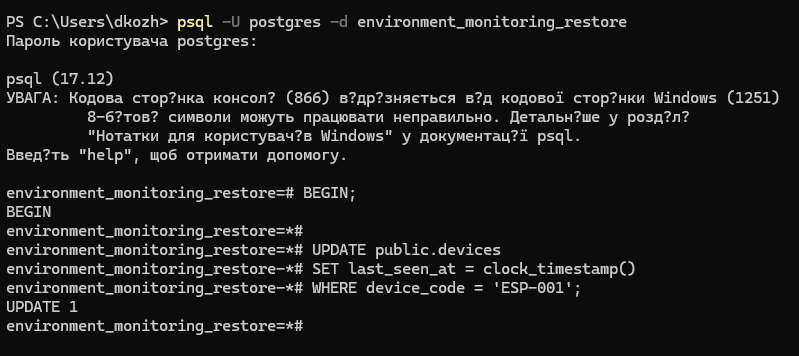 PS C:\Users\dkozh> psql -U postgres -d environment_monitoring_restore
Пароль користувача postgres:
psql (17.12)
УВАГА: Кодова стор?нка консол? (866) в?др?зняється в?д кодової стор?нки Windows (1251)
8-б?тов? символи можуть працювати неправильно. Детальн?ше у розд?л?
"Нотатки для користувач?в Windows" у документац?ї psql.
Введ?ть "help", щоб отримати допомогу.
environment_monitoring_restore=# BEGIN;
BEGIN
environment_monitoring_restore=*#
environment_monitoring_restore=*# UPDATE public.devices
environment_monitoring_restore-*# SET last_seen_at = clock_timestamp()
environment_monitoring_restore-*# WHERE device_code = 'ESP-001';
UPDATE 1
environment_monitoring_restore=*#